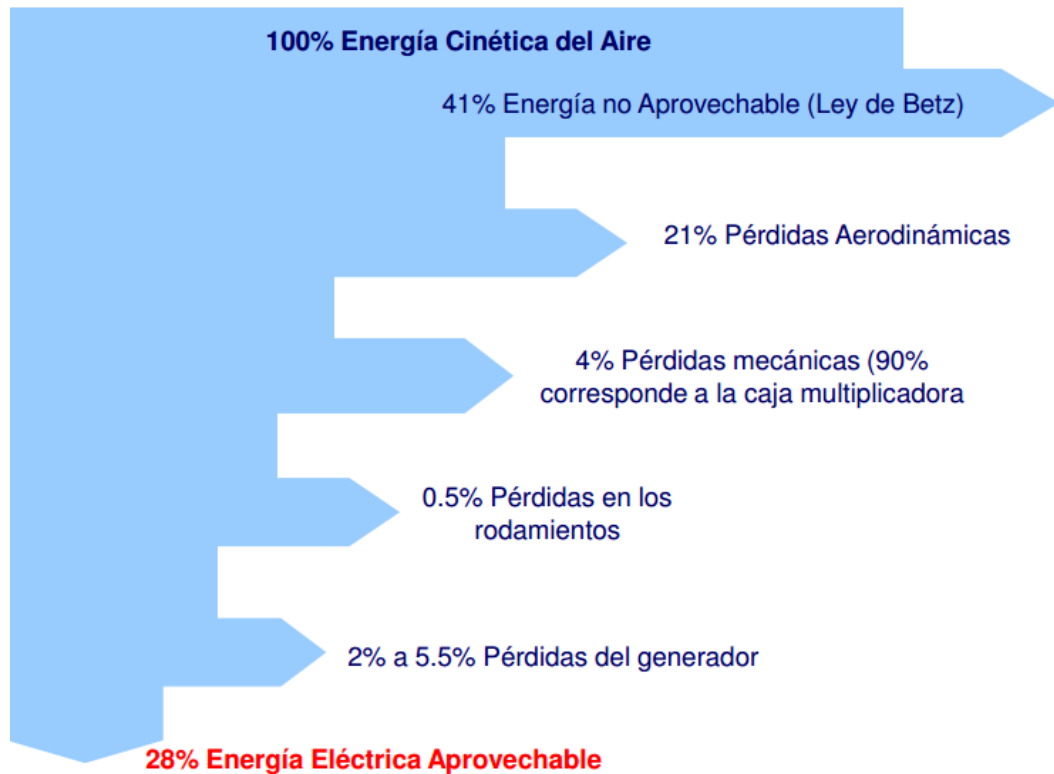 100% Energía Cinética del Aire
41% Energía no Aprovechable (Ley de Betz)
21% Pérdidas Aerodinámicas
4% Pérdidas mecánicas (90%
corresponde a la caja multiplicadora
0.5% Pérdidas en los
rodamientos
2% a 5.5% Pérdidas del generador
28% Energía Eléctrica Aprovechable